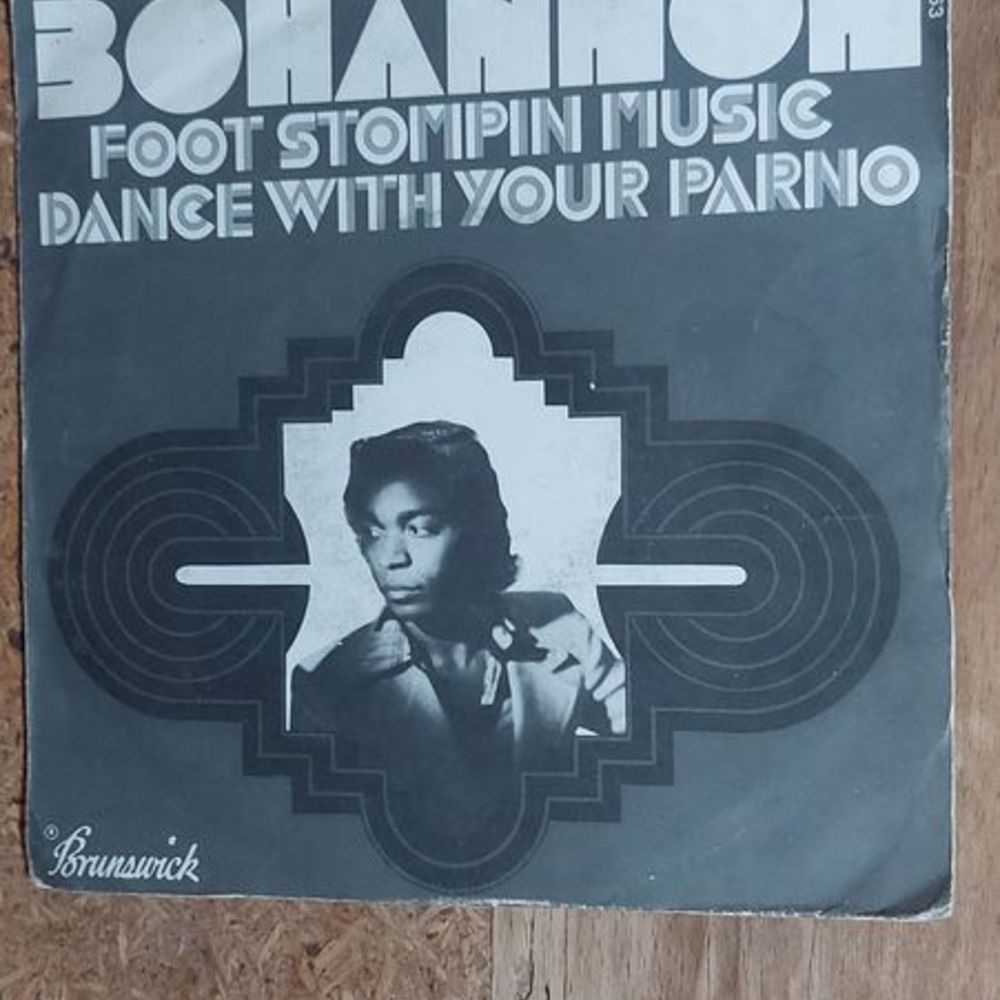 BOHANNON
FOOT STOMPIN MUSIC
DANCE WITH YOUR PARNO
® Brunswick